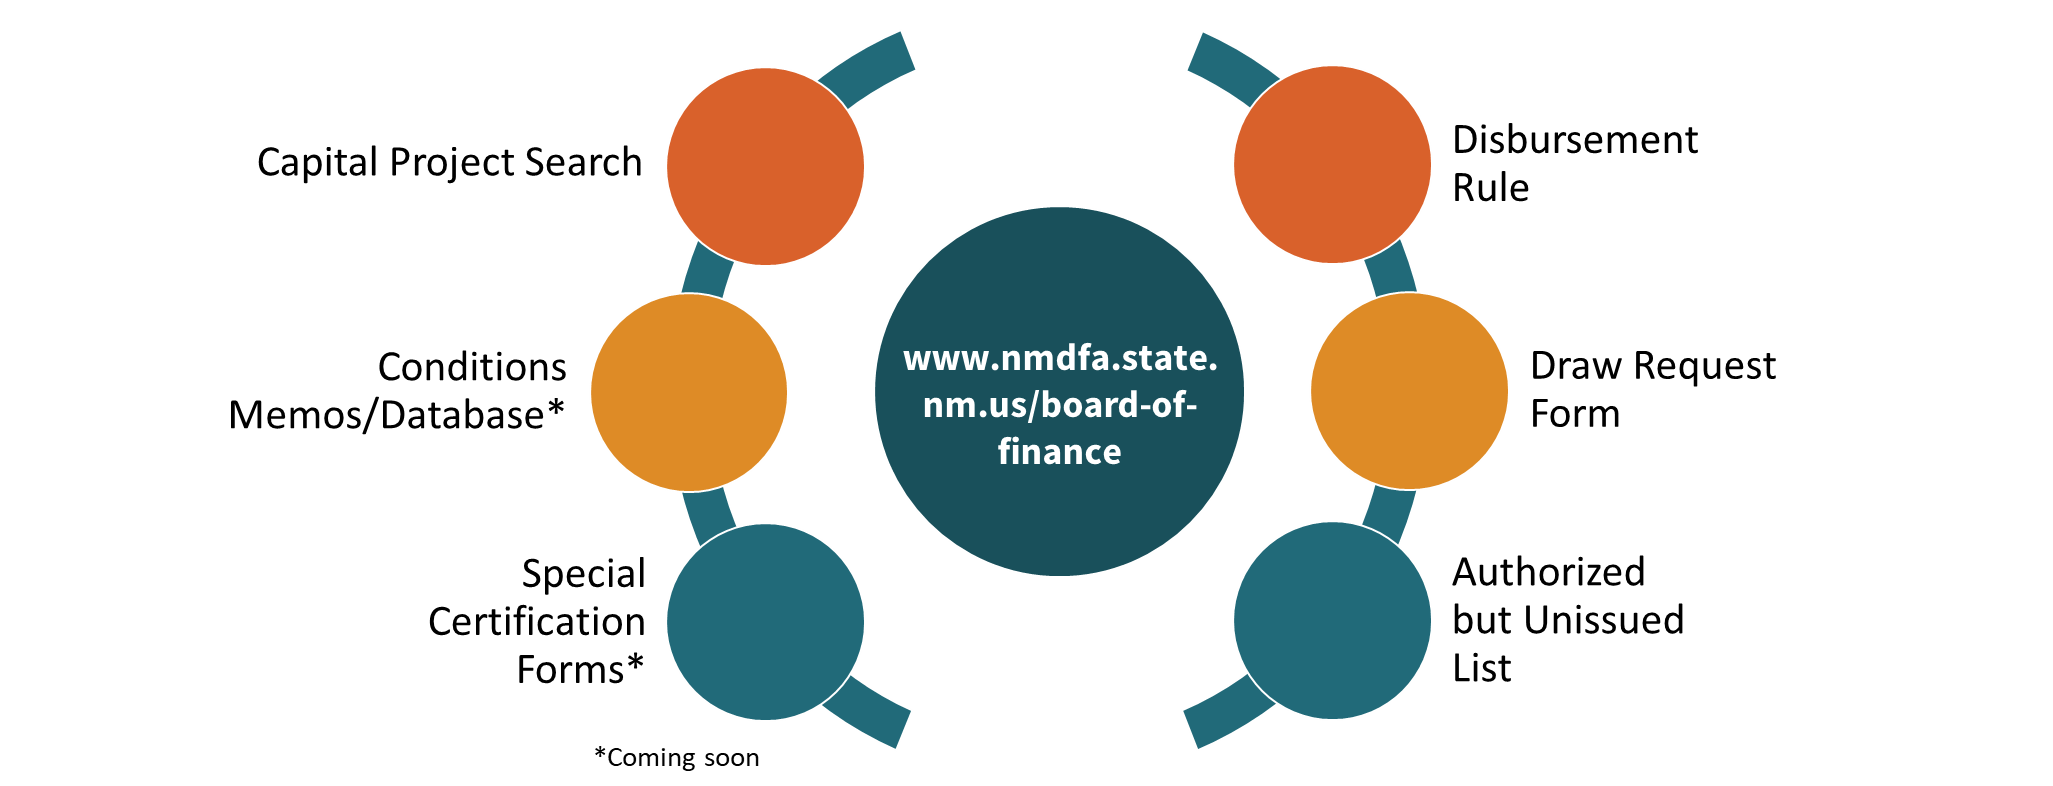 Capital Project Search
Conditions
Memos/Database*
Special
Certification
Forms*
*Coming soon
www.nmdfa.state.
nm.us/board-of-
finance
Disbursement
Rule
Draw Request
Form
Authorized
but Unissued
List